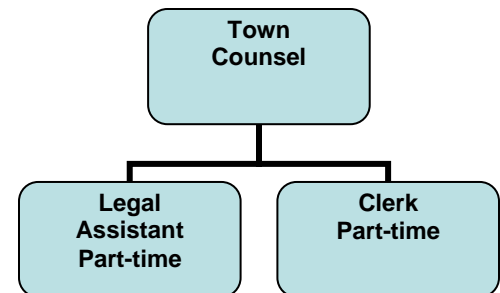 Town
Counsel
Legal
Assistant
Part-time
Clerk
Part-time